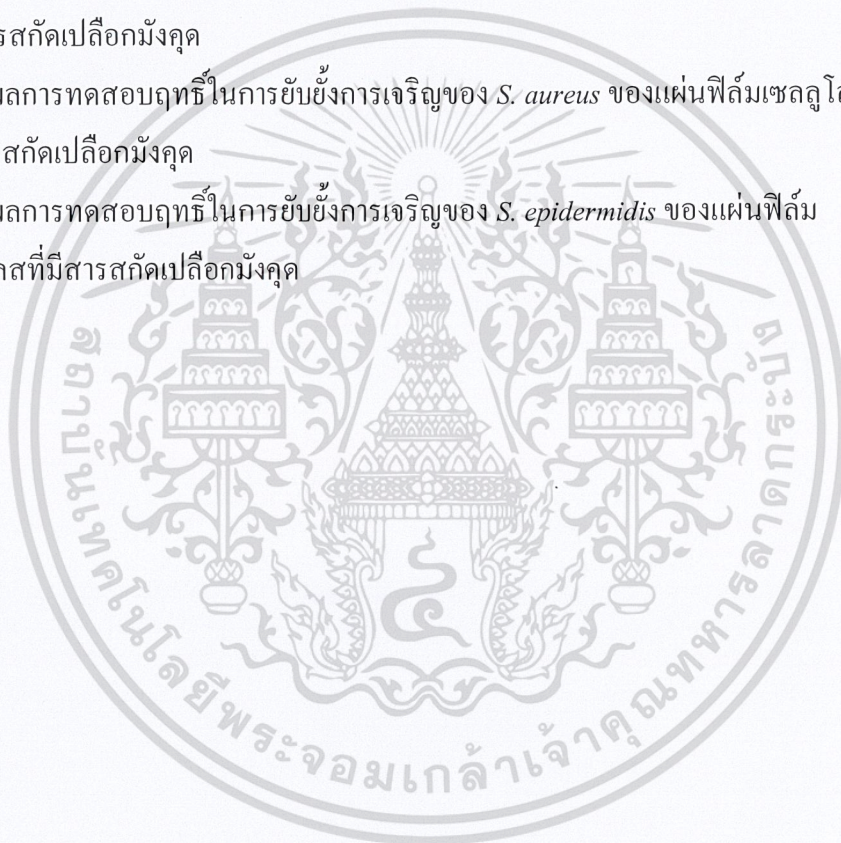 รสกัดเปลือกมังคุด
ผลการทดสอบฤทธิ์ในการยับยั้งการเจริญของ S. aureus ของแผ่นฟิล์มเซลลูโล
สกัดเปลือกมังคุด
ผลการทดสอบฤทธิ์ในการยับยั้งการเจริญของ S. epidermidis ของแผ่นฟิล์ม
ลสที่มีสารสกัดเปลือกมังคุด
สถาบันเทคโนโลยีพระจอมเกล้าเจ้าคุณทหารลาดกระบัง